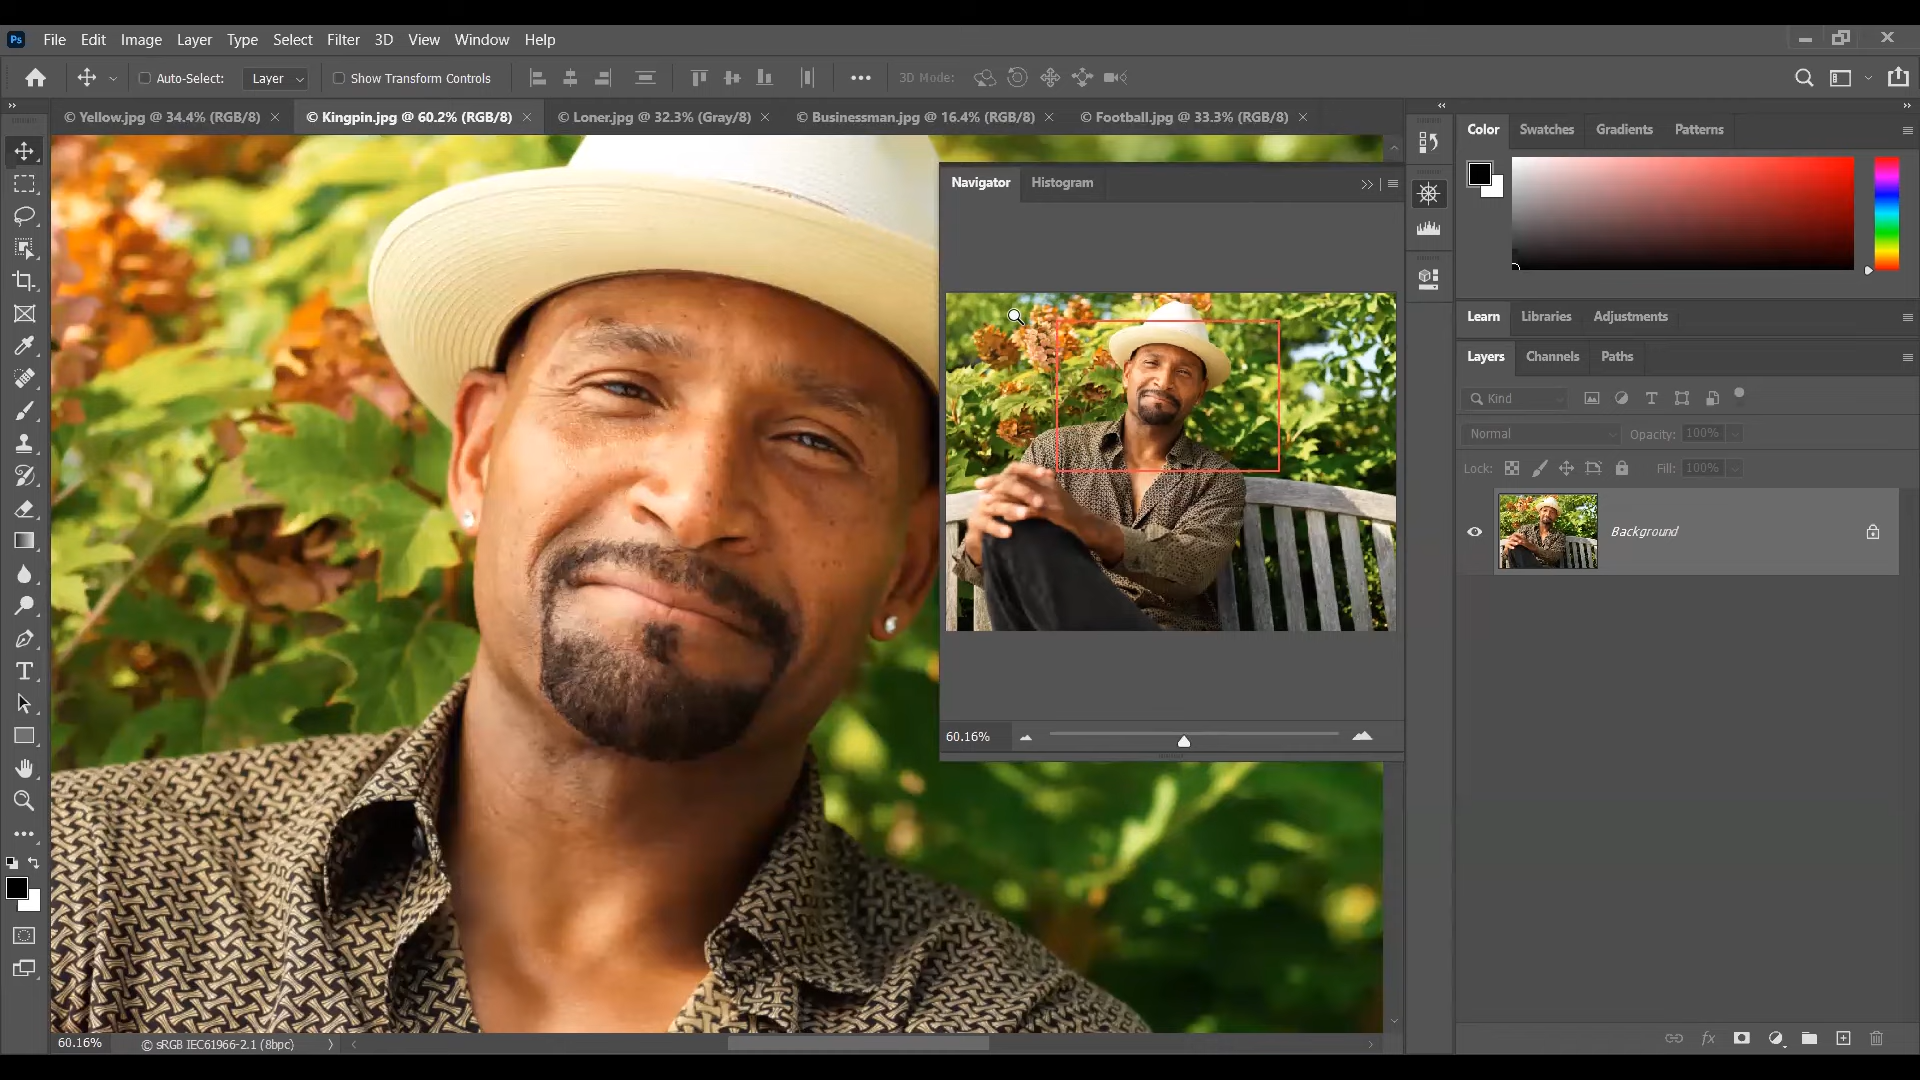 Ps File Edit Image Layer Type Select Filter 3D View Window Help
Auto-Select: Layer Show Transform Controls 3D Mode:
© Yellow.jpg @ 34.4% (RGB/8) © Kingpin.jpg @ 60.2% (RGB/8) © Loner.jpg @ 32.3% (Gray/8) © Businessman.jpg @ 16.4% (RGB/8) © Football.jpg @ 33.3% (RGB/8)
Color Swatches Gradients Patterns
Navigator Histogram
Learn Libraries Adjustments
Layers Channels Paths
Kind
Normal Opacity: 100%
Lock: Fill: 100%
Background
60.16%
60.16% © sRGB IEC61966-2.1 (8bpc)